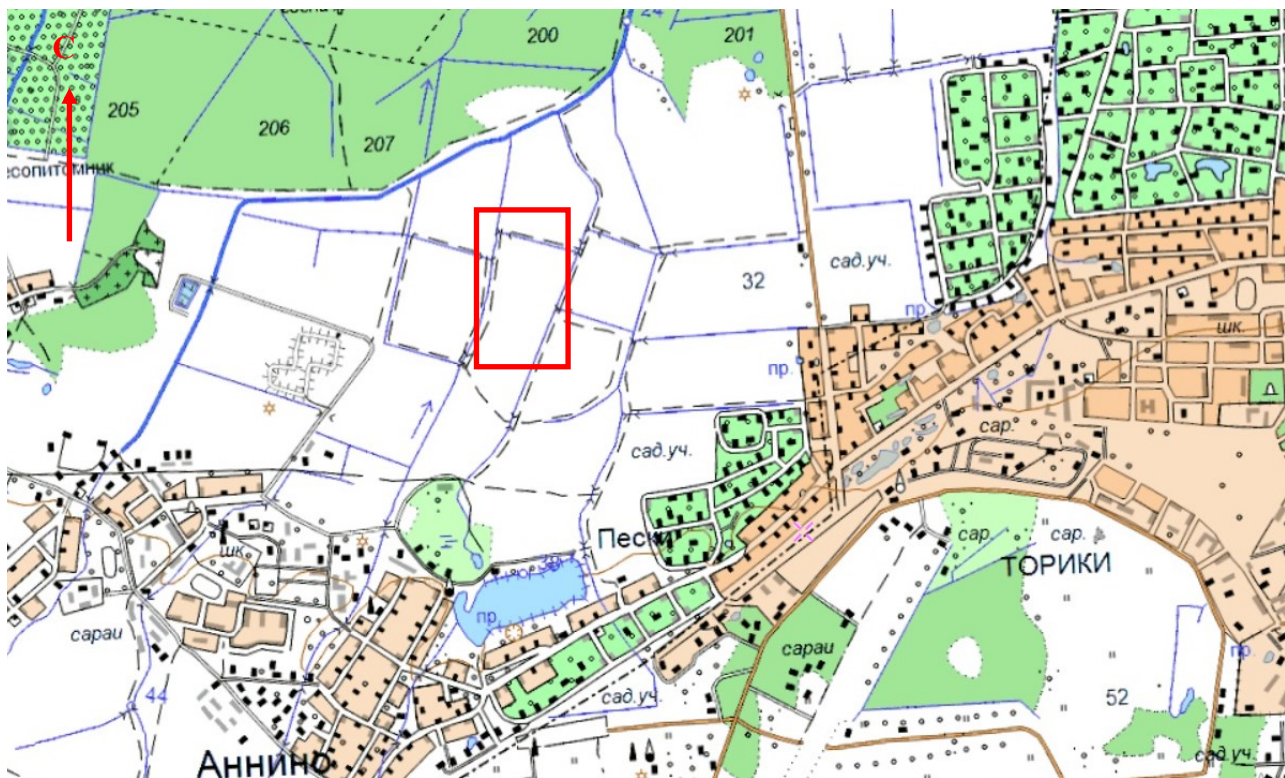 24
200
201
С
205
206
207
32
сад.уч.
пр.
шк.
пр.
сар.
сад.уч.
Пески
сар.
сар.
ТОРИКИ
шк.
сараи
пр.
сараи
пр.
44
сад.уч.
52
Аннино
сад.уч.